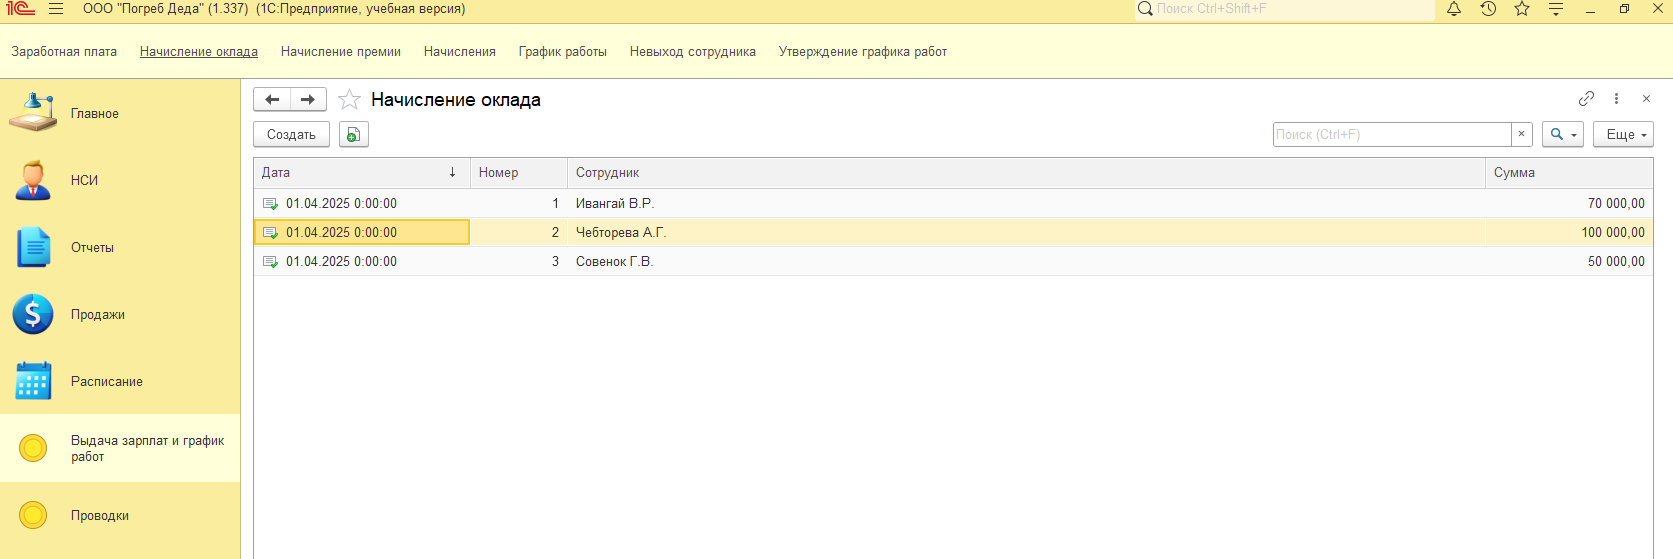 1С ООО "Погреб Деда" (1.337) (1С:Предприятие, учебная версия) Поиск Ctrl+Shift+F
Заработная плата Начисление оклада Начисление премии Начисления График работы Невыход сотрудника Утверждение графика работ
Главное
НСИ
Отчеты
Продажи
Расписание
Выдача зарплат и график
работ
Проводки
Начисление оклада
Создать Поиск (Ctrl+F) × Еще
Дата ↓ Номер Сотрудник Сумма
01.04.2025 0:00:00 1 Ивангай В.Р. 70 000,00
01.04.2025 0:00:00 2 Чебторева А.Г. 100 000,00
01.04.2025 0:00:00 3 Совенок Г.В. 50 000,00